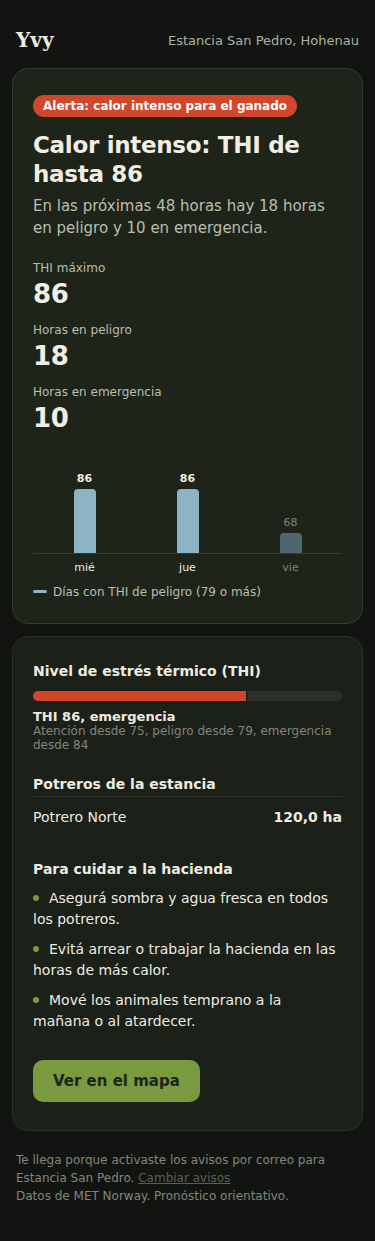 Yvy
Estancia San Pedro, Hohenau
Alerta: calor intenso para el ganado
Calor intenso: THI de
hasta 86
En las próximas 48 horas hay 18 horas
en peligro y 10 en emergencia.
THI máximo
86
Horas en peligro
18
Horas en emergencia
10
86
86
68
mié
jue
vie
Días con THI de peligro (79 o más)
Nivel de estrés térmico (THI)
THI 86, emergencia
Atención desde 75, peligro desde 79, emergencia
desde 84
Potreros de la estancia
Potrero Norte
120,0 ha
Para cuidar a la hacienda
Asegurá sombra y agua fresca en todos
los potreros.
Evitá arrear o trabajar la hacienda en las
horas de más calor.
Mové los animales temprano a la
mañana o al atardecer.
Ver en el mapa
Te llega porque activaste los avisos por correo para
Estancia San Pedro. Cambiar avisos
Datos de MET Norway. Pronóstico orientativo.